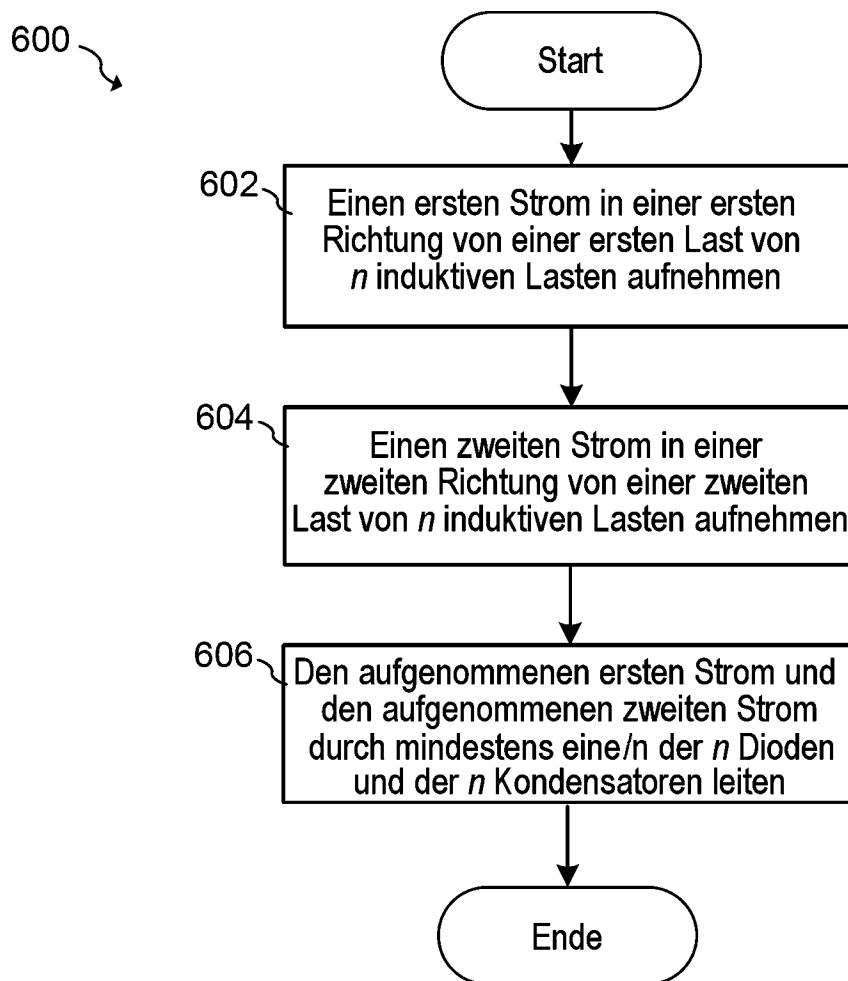 600
Start
602
Einen ersten Strom in einer ersten
Richtung von einer ersten Last von
n induktiven Lasten aufnehmen
604
Einen zweiten Strom in einer
zweiten Richtung von einer zweiten
Last von n induktiven Lasten aufnehmen
606
Den aufgenommenen ersten Strom und
den aufgenommenen zweiten Strom
durch mindestens eine/n der n Dioden
und der n Kondensatoren leiten
Ende